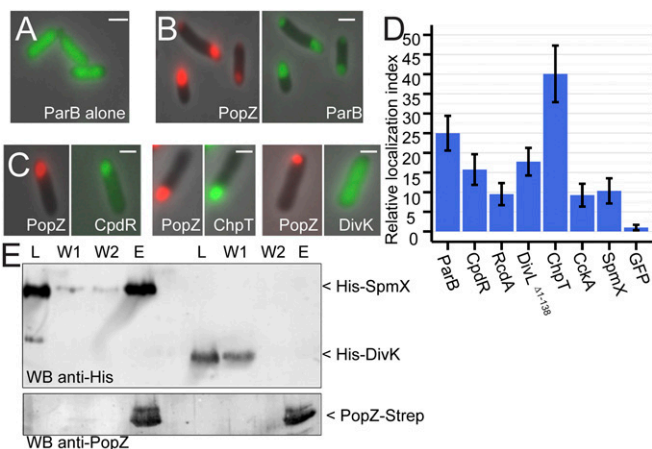 A
ParB alone
B
PopZ
ParB
C
PopZ
CpdR
PopZ
ChpT
PopZ
DivK
D
Relative localization index
50
45
40
35
30
25
20
15
10
5
0
ParB
CpdR
RcdA
DivL Δ1-138
ChpT
CckA
SpmX
GFP
E
L W1 W2 E L W1 W2 E
< His-SpmX
< His-DivK
WB anti-His
< PopZ-Strep
WB anti-PopZ